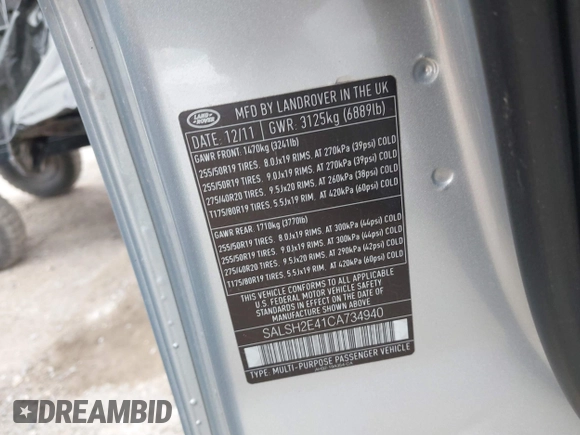 LAND
ROVER
MFD BY LANDROVER IN THE UK
DATE: 12/11 GWR: 3125kg (6889lb)
GAWR FRONT: 1470kg (3241lb)
255/50R19 TIRES. 8.0Jx19 RIMS. AT 270kPa (39psi) COLD
255/50R19 TIRES. 9.0Jx19 RIMS. AT 270kPa (39psi) COLD
275/40R20 TIRES. 9.5Jx20 RIMS. AT 260kPa (38psi) COLD
T175/80R19 TIRES. 5.5Jx19 RIM. AT 420kPa (60psi) COLD
GAWR REAR: 1710kg (3770lb)
255/50R19 TIRES. 8.0Jx19 RIMS. AT 300kPa (44psi) COLD
255/50R19 TIRES. 9.0Jx19 RIMS. AT 300kPa (44psi) COLD
275/40R20 TIRES. 9.5Jx20 RIMS. AT 290kPa (42psi) COLD
T175/80R19 TIRES. 5.5Jx19 RIM. AT 420kPa (60psi) COLD
THIS VEHICLE CONFORMS TO ALL APPLICABLE
U.S. FEDERAL MOTOR VEHICLE SAFETY
STANDARDS IN EFFECT ON THE DATE OF
MANUFACTURE SHOWN ABOVE
SALSH2E41CA734940
TYPE: MULTI-PURPOSE PASSENGER VEHICLE
DREAMBID